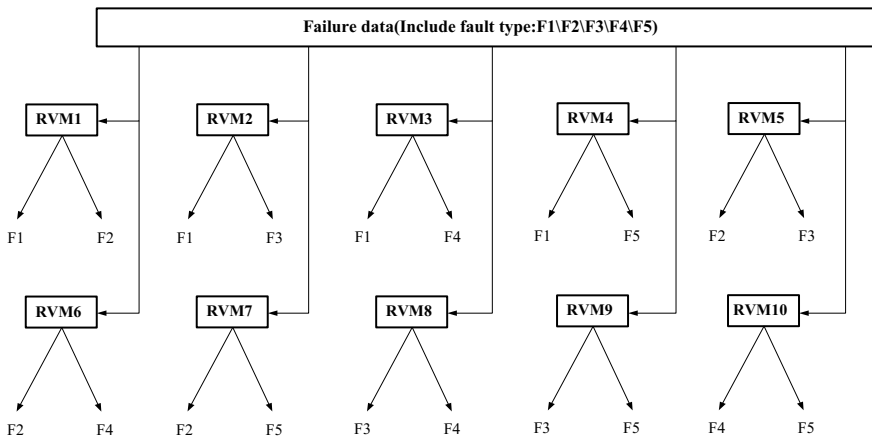 Failure data(Include fault type:F1\F2\F3\F4\F5)
RVM1 RVM2 RVM3 RVM4 RVM5
F1 F2 F1 F3 F1 F4 F1 F5 F2 F3
RVM6 RVM7 RVM8 RVM9 RVM10
F2 F4 F2 F5 F3 F4 F3 F5 F4 F5